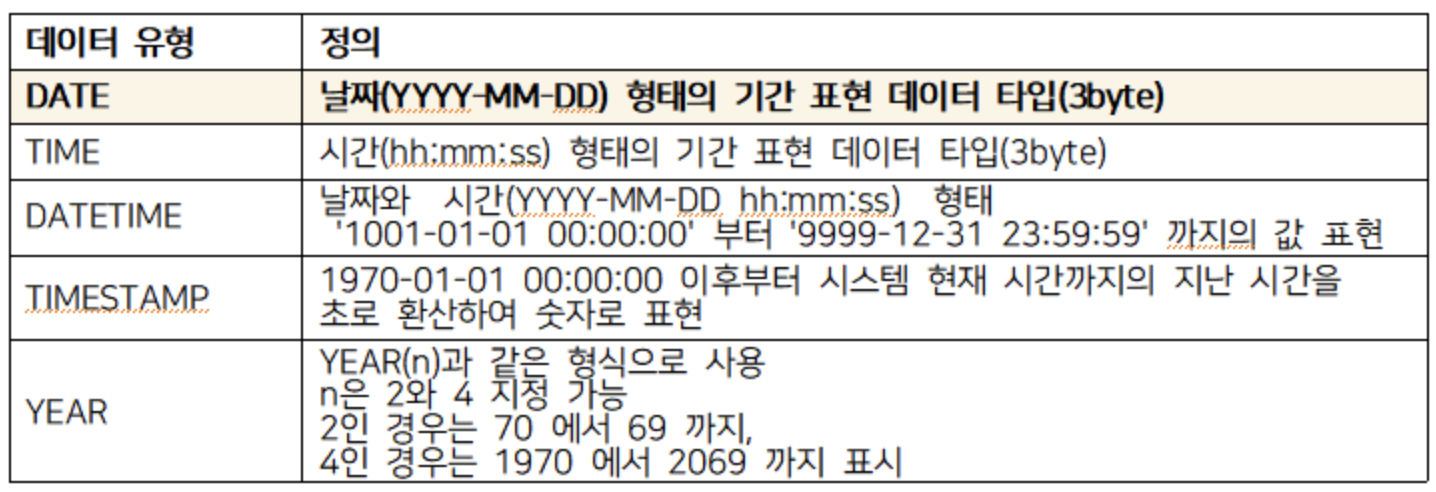 데이터 유형 정의
DATE 날짜(YYYY-MM-DD) 형태의 기간 표현 데이터 타입(3byte)
TIME 시간(hh:mm:ss) 형태의 기간 표현 데이터 타입(3byte)
DATETIME 날짜와 시간(YYYY-MM-DD hh:mm:ss) 형태
'1001-01-01 00:00:00' 부터 '9999-12-31 23:59:59' 까지의 값 표현
TIMESTAMP 1970-01-01 00:00:00 이후부터 시스템 현재 시간까지의 지난 시간을
초로 환산하여 숫자로 표현
YEAR YEAR(n)과 같은 형식으로 사용
n은 2와 4 지정 가능
2인 경우는 70 에서 69 까지,
4인 경우는 1970 에서 2069 까지 표시